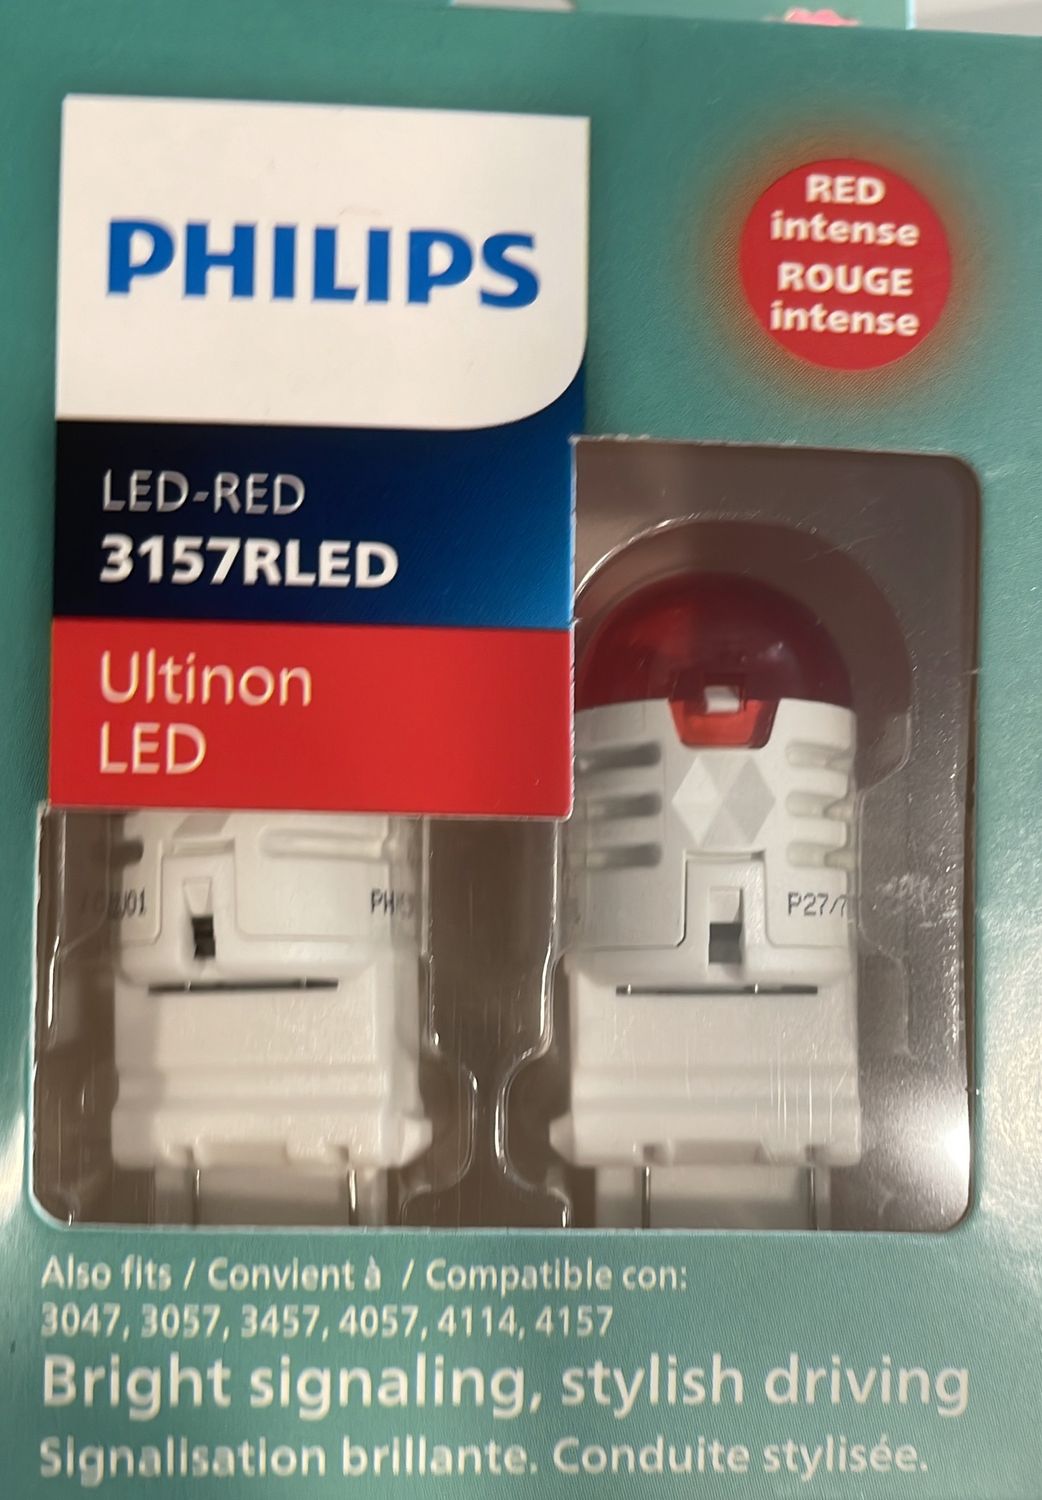 PHILIPS
RED
intense
ROUGE
intense
LED-RED
3157RLED
Ultinon
LED
Also fits / Convient à / Compatible con:
3047, 3057, 3457, 4057, 4114, 4157
Bright signaling, stylish driving
Signalisation brillante. Conduite stylisée.